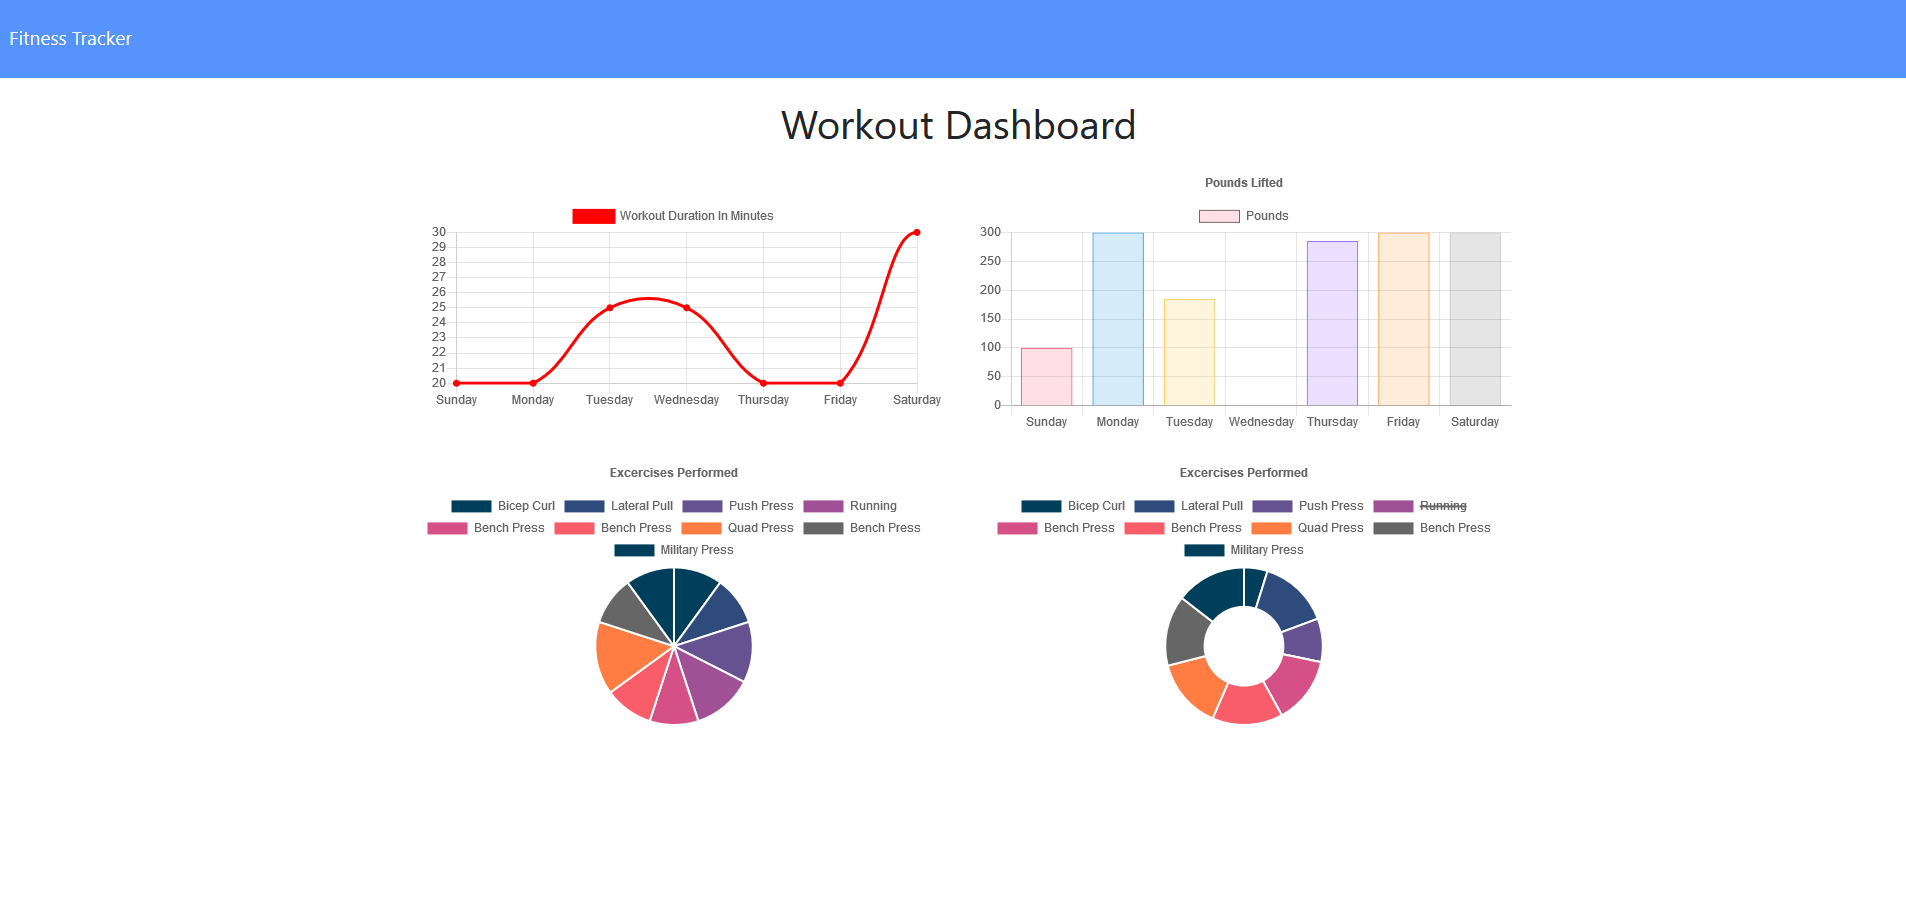 Fitness Tracker
Workout Dashboard
Workout Duration In Minutes
30
29
28
27
26
25
24
23
22
21
20
Sunday Monday Tuesday Wednesday Thursday Friday Saturday
Pounds Lifted
Pounds
300
250
200
150
100
50
0
Sunday Monday Tuesday Wednesday Thursday Friday Saturday
Excercises Performed
Bicep Curl Lateral Pull Push Press Running
Bench Press Bench Press Quad Press Bench Press
Military Press
Excercises Performed
Bicep Curl Lateral Pull Push Press Running
Bench Press Bench Press Quad Press Bench Press
Military Press